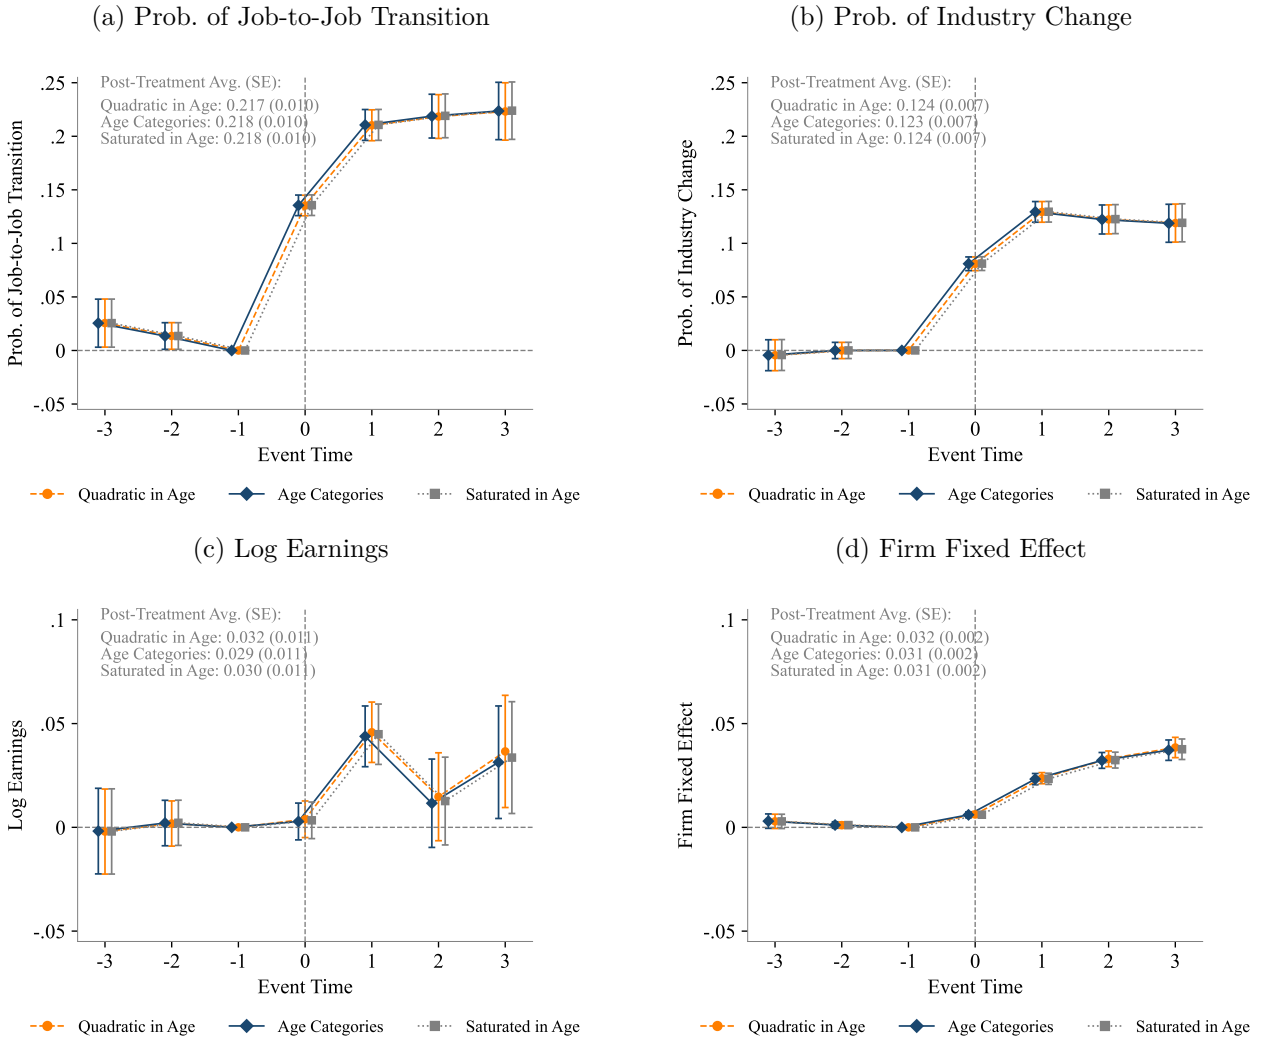 (a) Prob. of Job-to-Job Transition
Prob. of Job-to-Job Transition
.25
.2
.15
.1
.05
0
-.05
Post-Treatment Avg. (SE):
Quadratic in Age: 0.217 (0.010)
Age Categories: 0.218 (0.010)
Saturated in Age: 0.218 (0.010)
-3 -2 -1 0 1 2 3
Event Time
Quadratic in Age Age Categories Saturated in Age
(b) Prob. of Industry Change
Prob. of Industry Change
.25
.2
.15
.1
.05
0
-.05
Post-Treatment Avg. (SE):
Quadratic in Age: 0.124 (0.007)
Age Categories: 0.123 (0.007)
Saturated in Age: 0.124 (0.007)
-3 -2 -1 0 1 2 3
Event Time
Quadratic in Age Age Categories Saturated in Age
(c) Log Earnings
Log Earnings
.1
.05
0
-.05
Post-Treatment Avg. (SE):
Quadratic in Age: 0.032 (0.011)
Age Categories: 0.029 (0.011)
Saturated in Age: 0.030 (0.011)
-3 -2 -1 0 1 2 3
Event Time
Quadratic in Age Age Categories Saturated in Age
(d) Firm Fixed Effect
Firm Fixed Effect
.1
.05
0
-.05
Post-Treatment Avg. (SE):
Quadratic in Age: 0.032 (0.002)
Age Categories: 0.031 (0.002)
Saturated in Age: 0.031 (0.002)
-3 -2 -1 0 1 2 3
Event Time
Quadratic in Age Age Categories Saturated in Age